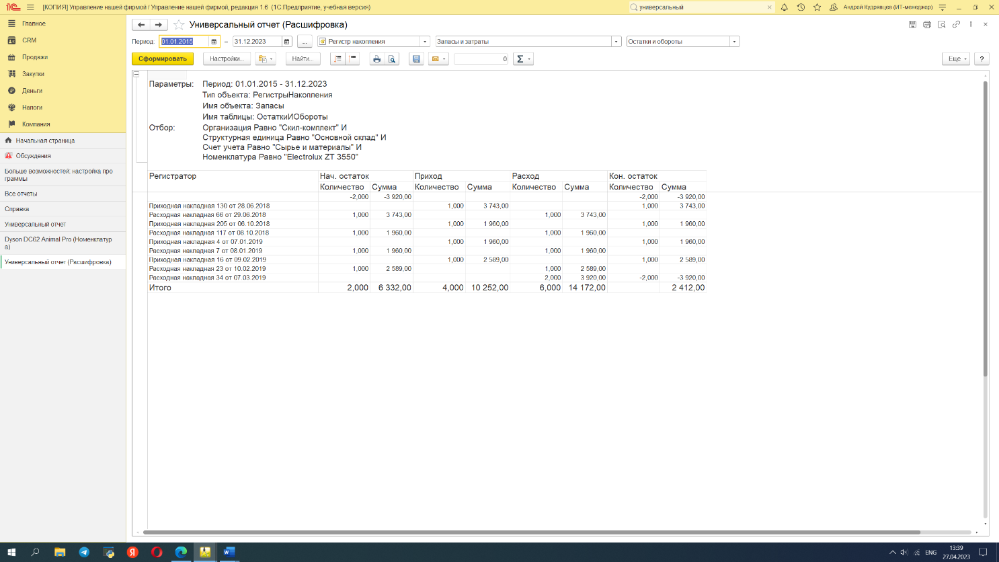 [КОПИЯ] Управление нашей фирмой / Управление нашей фирмой, редакция 1.6 (1С:Предприятие, учебная версия)
универсальный
Андрей Кудрявцев (ИТ-менеджер)
Главное
CRM
Продажи
Закупки
Деньги
Налоги
Компания
Начальная страница
Обсуждения
Больше возможностей: настройка про
граммы
Все отчеты
Справка
Универсальный отчет
Dyson DC62 Animal Pro (Номенклатур
а)
Универсальный отчет (Расшифровка)
Универсальный отчет (Расшифровка)
Период: 01.01.2015 – 31.12.2023 ... Регистр накопления Запасы и затраты Остатки и обороты
Сформировать Настройки... Найти... 0 Σ Еще ?
Параметры: Период: 01.01.2015 - 31.12.2023
Тип объекта: РегистрыНакопления
Имя объекта: Запасы
Имя таблицы: ОстаткиИОбороты
Отбор: Организация Равно "Скил-комплект" И
Структурная единица Равно "Основной склад" И
Счет учета Равно "Сырье и материалы" И
Номенклатура Равно "Electrolux ZT 3550"
Регистратор Нач. остаток Приход Расход Кон. остаток
Количество Сумма Количество Сумма Количество Сумма Количество Сумма
-2,000 -3 920,00 -2,000 -3 920,00
Приходная накладная 130 от 28.06.2018 1,000 3 743,00 1,000 3 743,00
Расходная накладная 66 от 29.06.2018 1,000 3 743,00 1,000 3 743,00
Приходная накладная 205 от 06.10.2018 1,000 1 960,00 1,000 1 960,00
Расходная накладная 117 от 08.10.2018 1,000 1 960,00 1,000 1 960,00
Приходная накладная 4 от 07.01.2019 1,000 1 960,00 1,000 1 960,00
Расходная накладная 7 от 08.01.2019 1,000 1 960,00 1,000 1 960,00
Приходная накладная 16 от 09.02.2019 1,000 2 589,00 1,000 2 589,00
Расходная накладная 23 от 10.02.2019 1,000 2 589,00 1,000 2 589,00
Расходная накладная 34 от 07.03.2019 2,000 3 920,00 -2,000 -3 920,00
Итого 2,000 6 332,00 4,000 10 252,00 6,000 14 172,00 2 412,00
ENG
13:39
27.04.2023